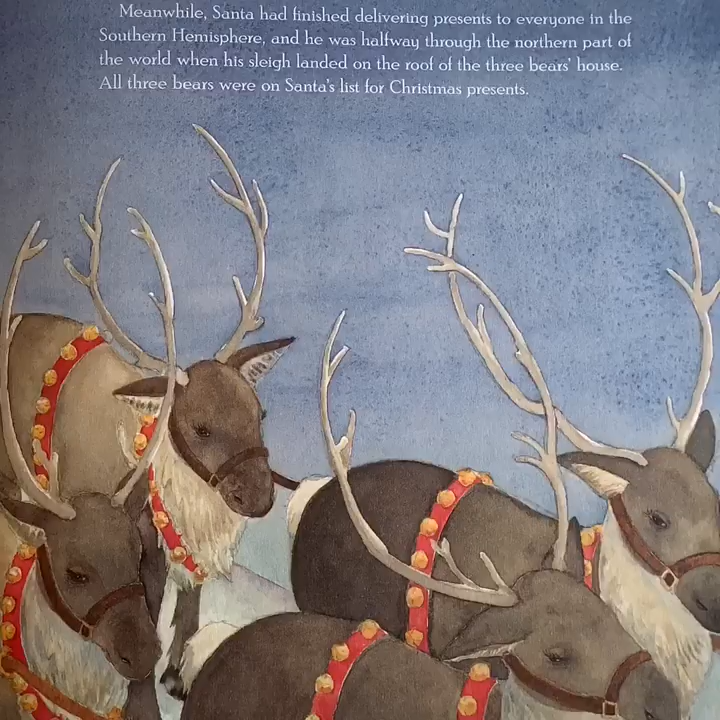 Meanwhile, Santa had finished delivering presents to everyone in the
Southern Hemisphere, and he was halfway through the northern part of
the world when his sleigh landed on the roof of the three bears' house.
All three bears were on Santa's list for Christmas presents.